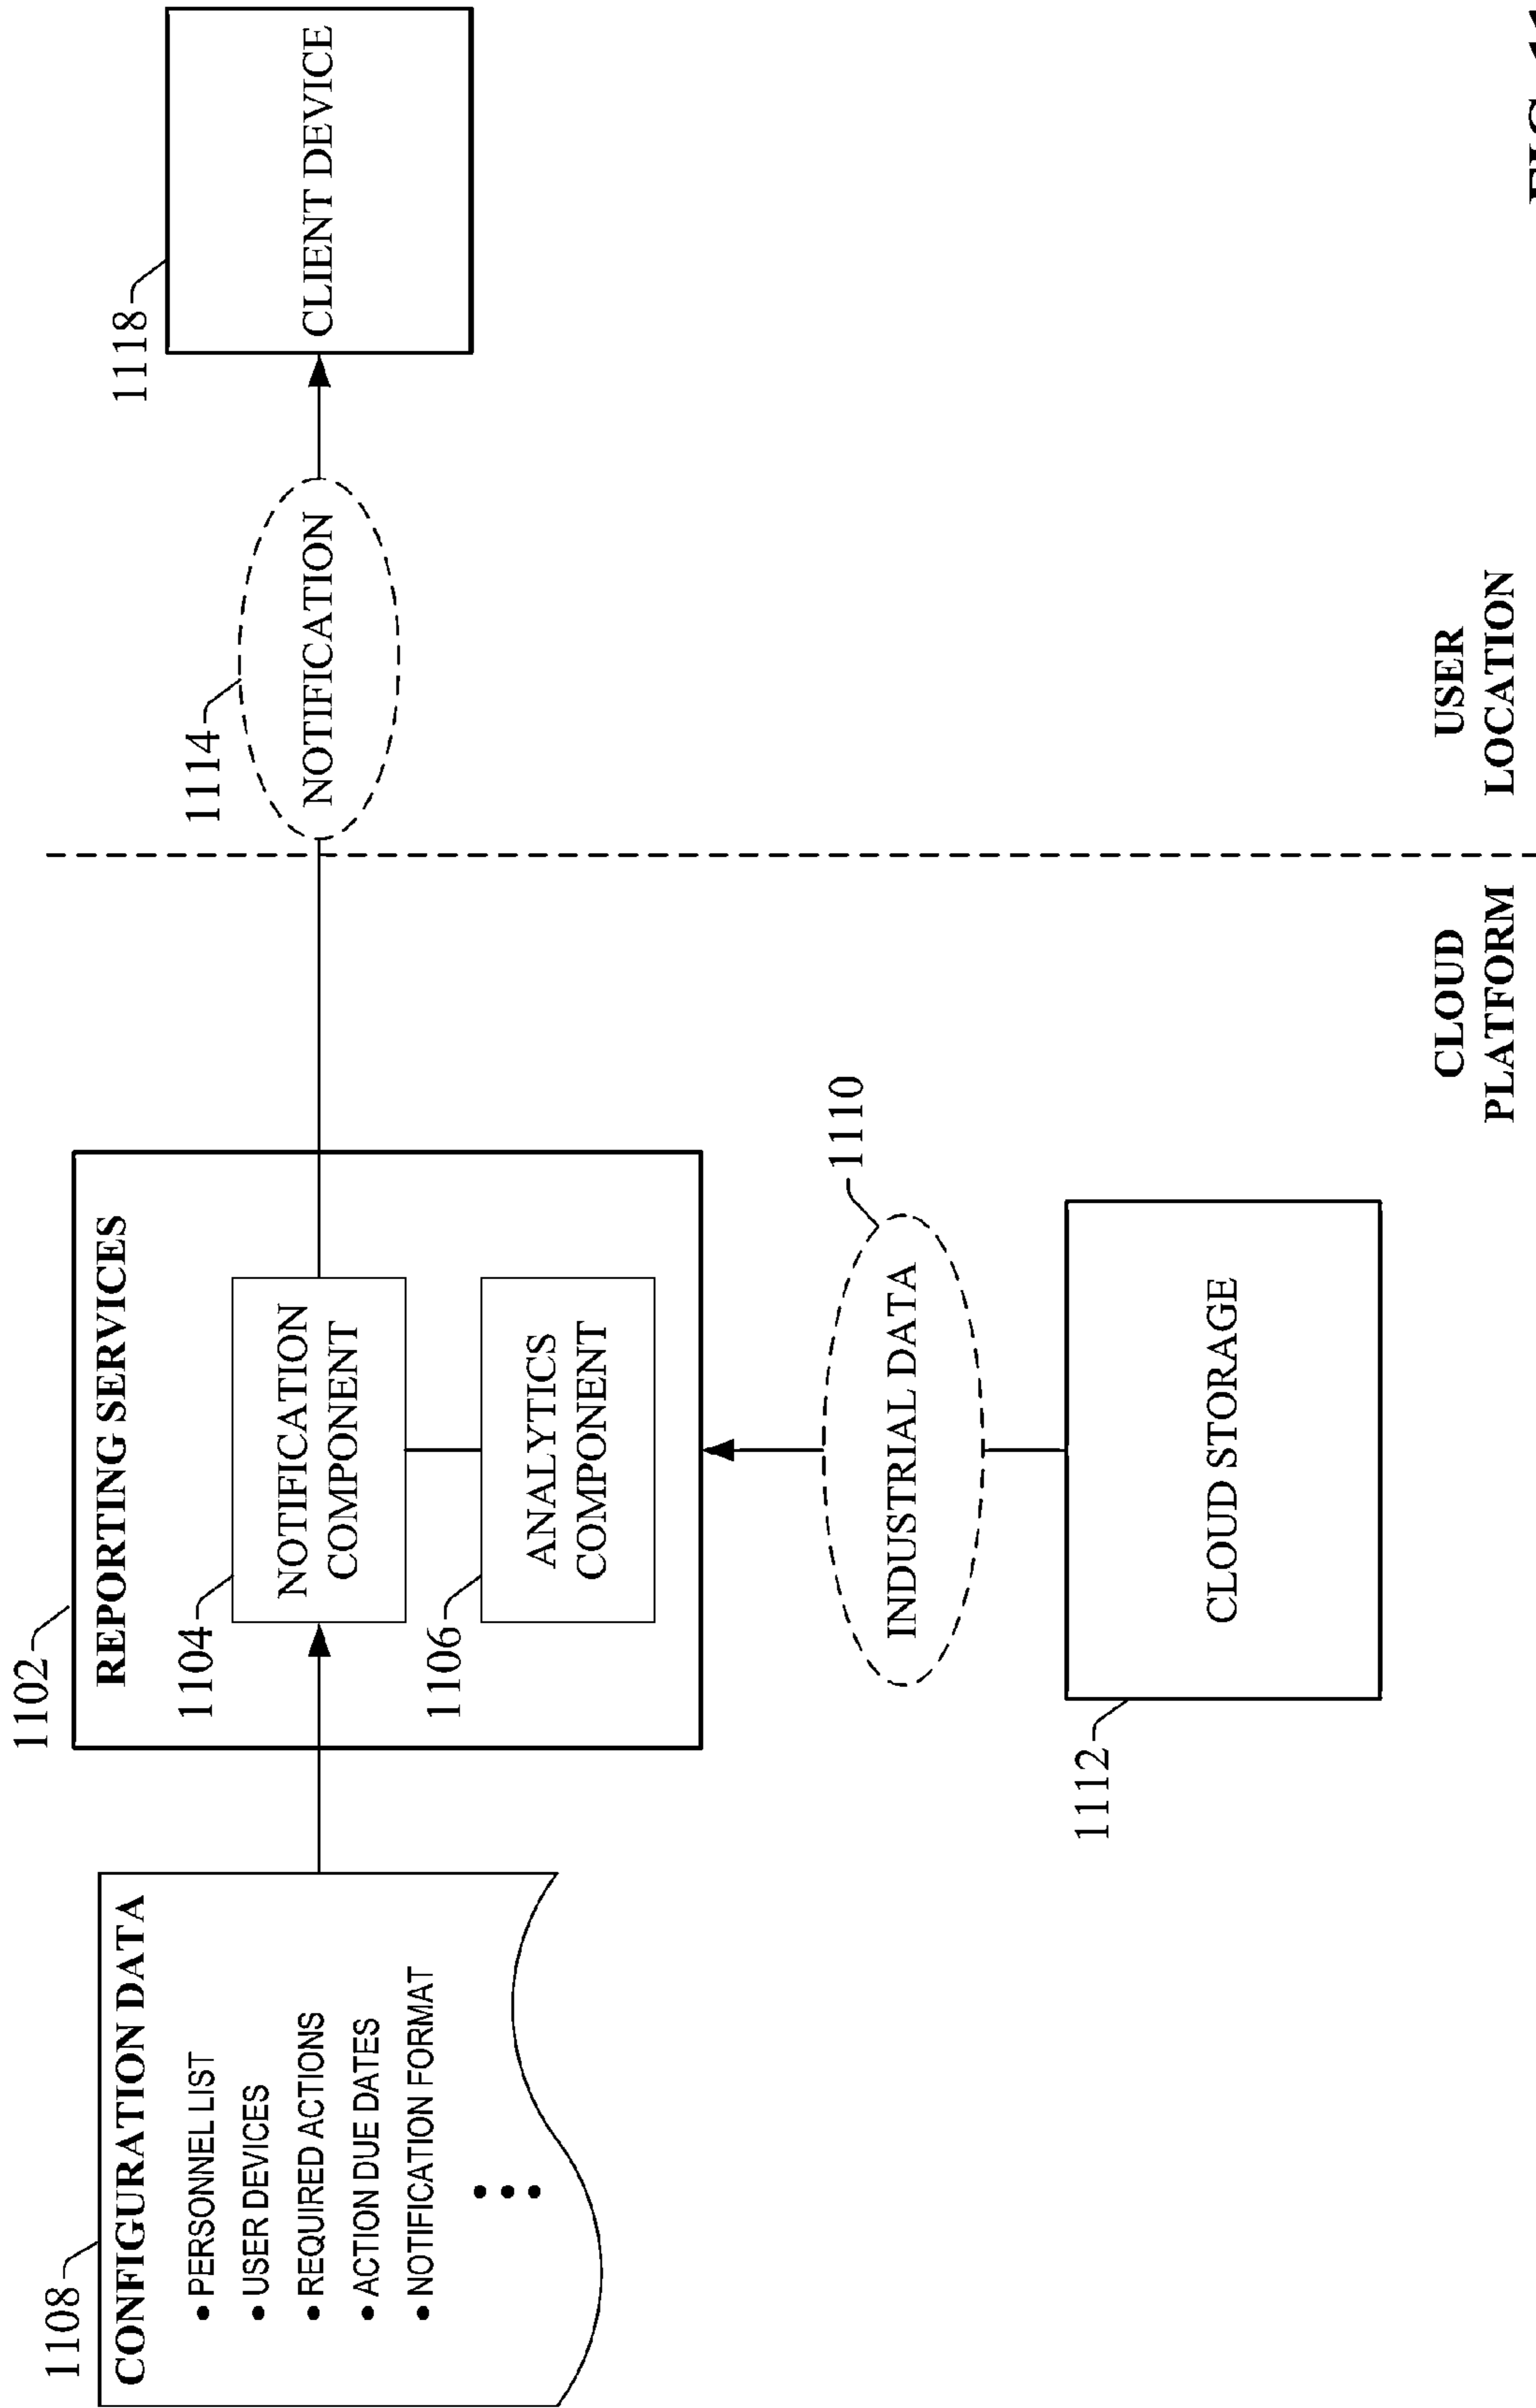 1108
CONFIGURATION DATA
• PERSONNEL LIST
• USER DEVICES
• REQUIRED ACTIONS
• ACTION DUE DATES
• NOTIFICATION FORMAT
1102
REPORTING SERVICES
1104
NOTIFICATION
COMPONENT
1106
ANALYTICS
COMPONENT
1110
INDUSTRIAL DATA
1112
CLOUD STORAGE
1114
NOTIFICATION
1118
CLIENT DEVICE
CLOUD
PLATFORM
USER
LOCATION